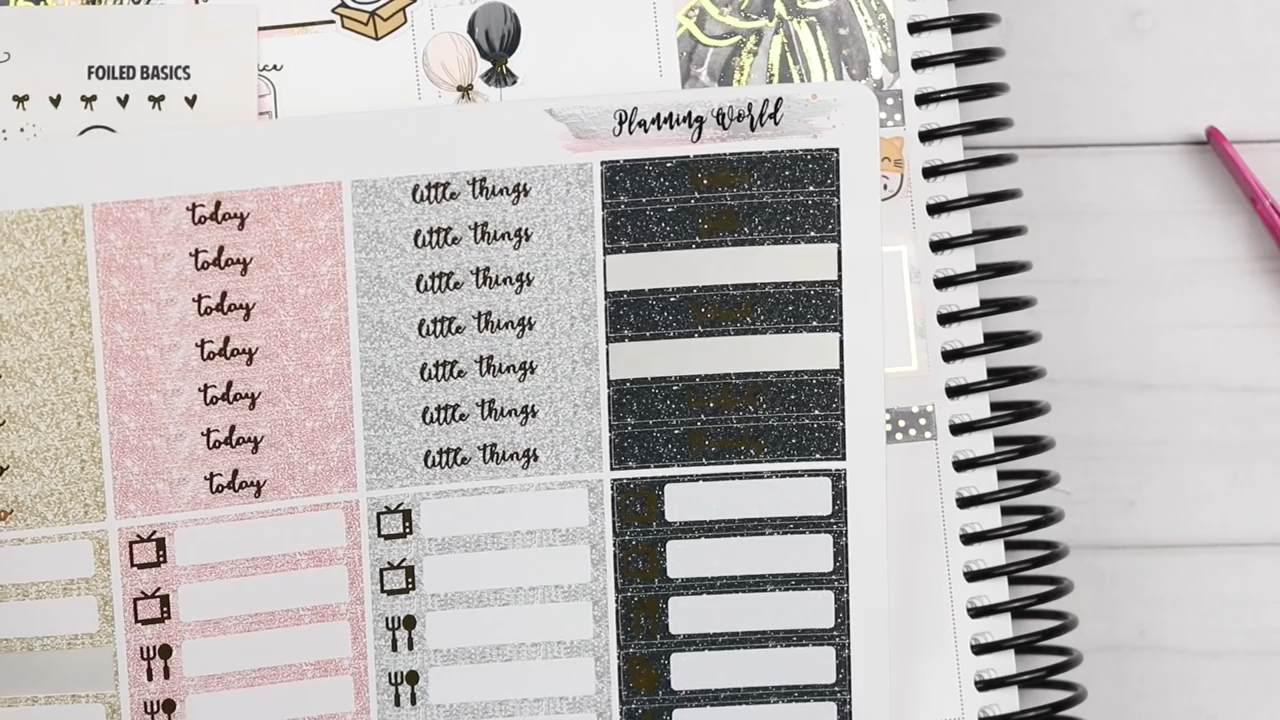 FOILED BASICS
Planning World
today
today
today
today
today
today
today
little things
little things
little things
little things
little things
little things
little things